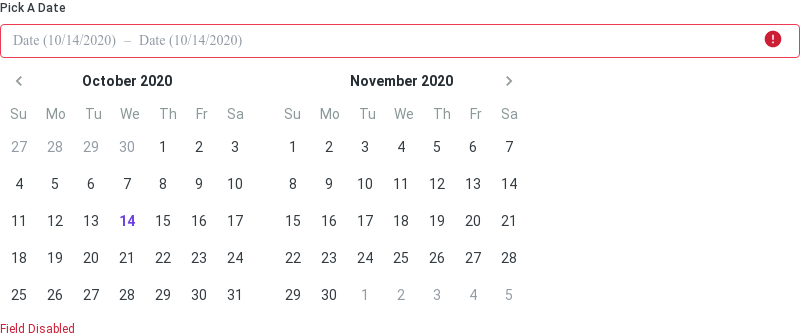 Pick A Date
Date (10/14/2020) – Date (10/14/2020)
October 2020 November 2020
Su Mo Tu We Th Fr Sa Su Mo Tu We Th Fr Sa
27 28 29 30 1 2 3 1 2 3 4 5 6 7
4 5 6 7 8 9 10 8 9 10 11 12 13 14
11 12 13 14 15 16 17 15 16 17 18 19 20 21
18 19 20 21 22 23 24 22 23 24 25 26 27 28
25 26 27 28 29 30 31 29 30 1 2 3 4 5
Field Disabled